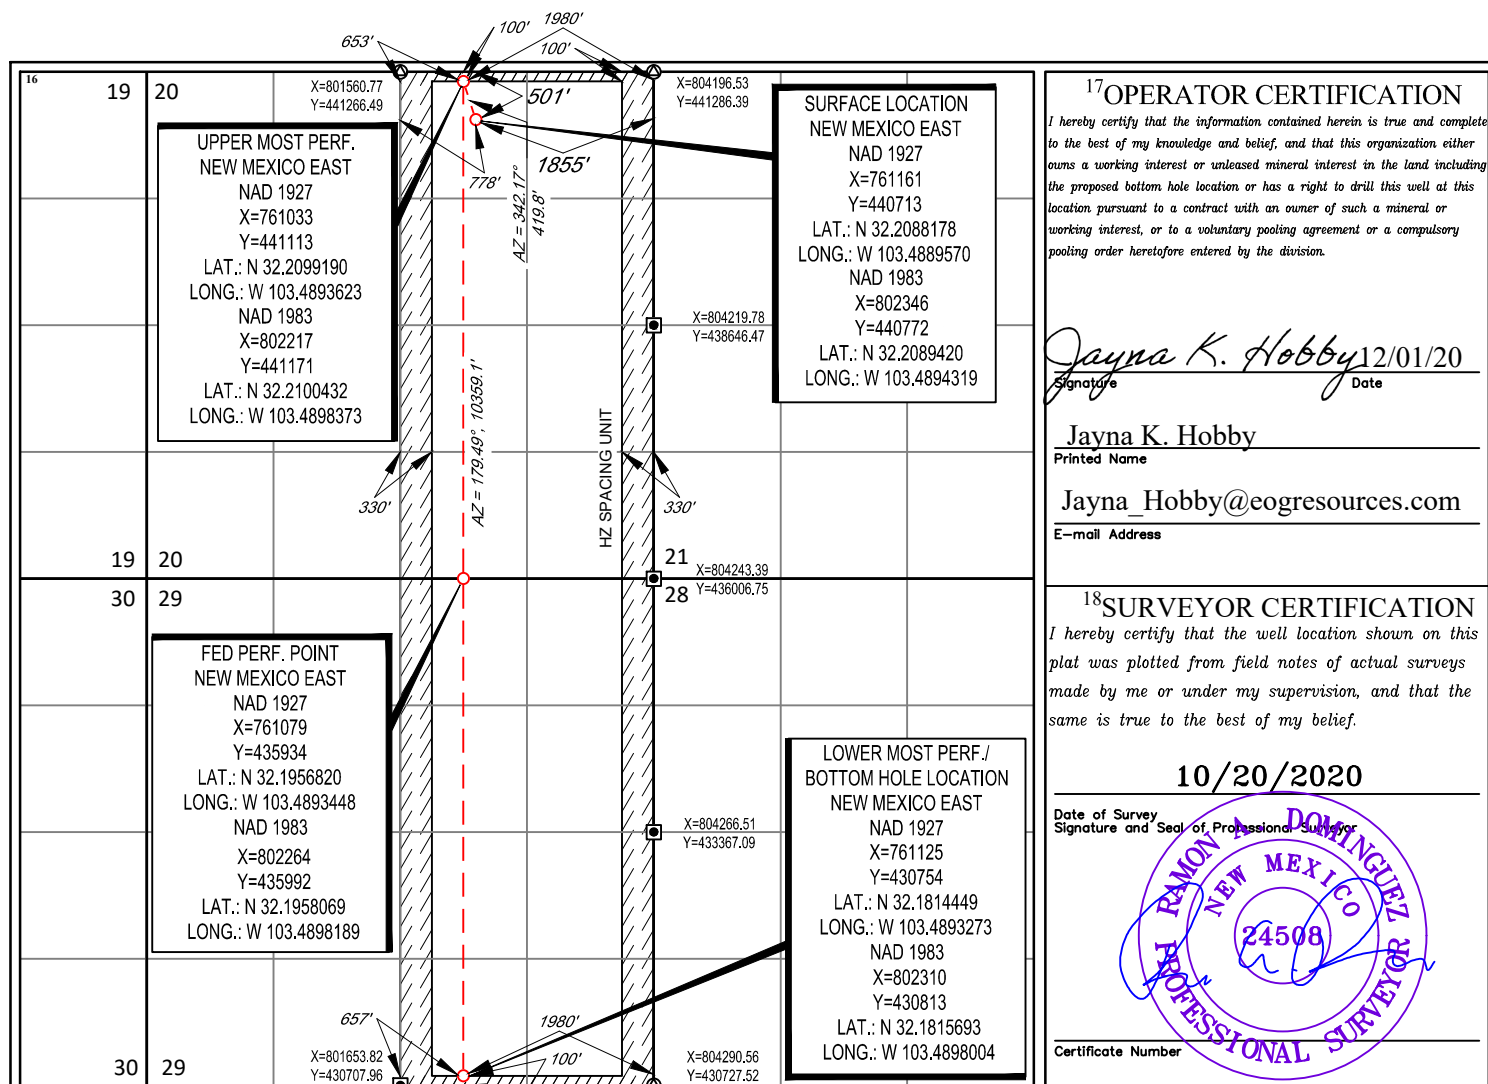 653'
100'
1980'
100'
16
19
20
X=801560.77
Y=441266.49
X=804196.53
Y=441286.39
501'
1855'
778'
AZ = 342.17°
419.8'
UPPER MOST PERF.
NEW MEXICO EAST
NAD 1927
X=761033
Y=441113
LAT.: N 32.2099190
LONG.: W 103.4893623
NAD 1983
X=802217
Y=441171
LAT.: N 32.2100432
LONG.: W 103.4898373
SURFACE LOCATION
NEW MEXICO EAST
NAD 1927
X=761161
Y=440713
LAT.: N 32.2088178
LONG.: W 103.4889570
NAD 1983
X=802346
Y=440772
LAT.: N 32.2089420
LONG.: W 103.4894319
X=804219.78
Y=438646.47
AZ = 179.49°, 10359.1'
HZ SPACING UNIT
330'
330'
19
20
21
X=804243.39
Y=436006.75
30
29
28
FED PERF. POINT
NEW MEXICO EAST
NAD 1927
X=761079
Y=435934
LAT.: N 32.1956820
LONG.: W 103.4893448
NAD 1983
X=802264
Y=435992
LAT.: N 32.1958069
LONG.: W 103.4898189
LOWER MOST PERF./
BOTTOM HOLE LOCATION
NEW MEXICO EAST
NAD 1927
X=761125
Y=430754
LAT.: N 32.1814449
LONG.: W 103.4893273
NAD 1983
X=802310
Y=430813
LAT.: N 32.1815693
LONG.: W 103.4898004
X=804266.51
Y=433367.09
657'
1980'
100'
30
29
X=801653.82
Y=430707.96
X=804290.56
Y=430727.52
17OPERATOR CERTIFICATION
I hereby certify that the information contained herein is true and complete
to the best of my knowledge and belief, and that this organization either
owns a working interest or unleased mineral interest in the land including
the proposed bottom hole location or has a right to drill this well at this
location pursuant to a contract with an owner of such a mineral or
working interest, or to a voluntary pooling agreement or a compulsory
pooling order heretofore entered by the division.
Jayna K. Hobby 12/01/20
Signature Date
Jayna K. Hobby
Printed Name
Jayna_Hobby@eogresources.com
E-mail Address
18SURVEYOR CERTIFICATION
I hereby certify that the well location shown on this
plat was plotted from field notes of actual surveys
made by me or under my supervision, and that the
same is true to the best of my belief.
10/20/2020
Date of Survey
Signature and Seal of Professional Surveyor
RAMON A. DOMINGUEZ
NEW MEXICO
24508
PROFESSIONAL SURVEYOR
Certificate Number